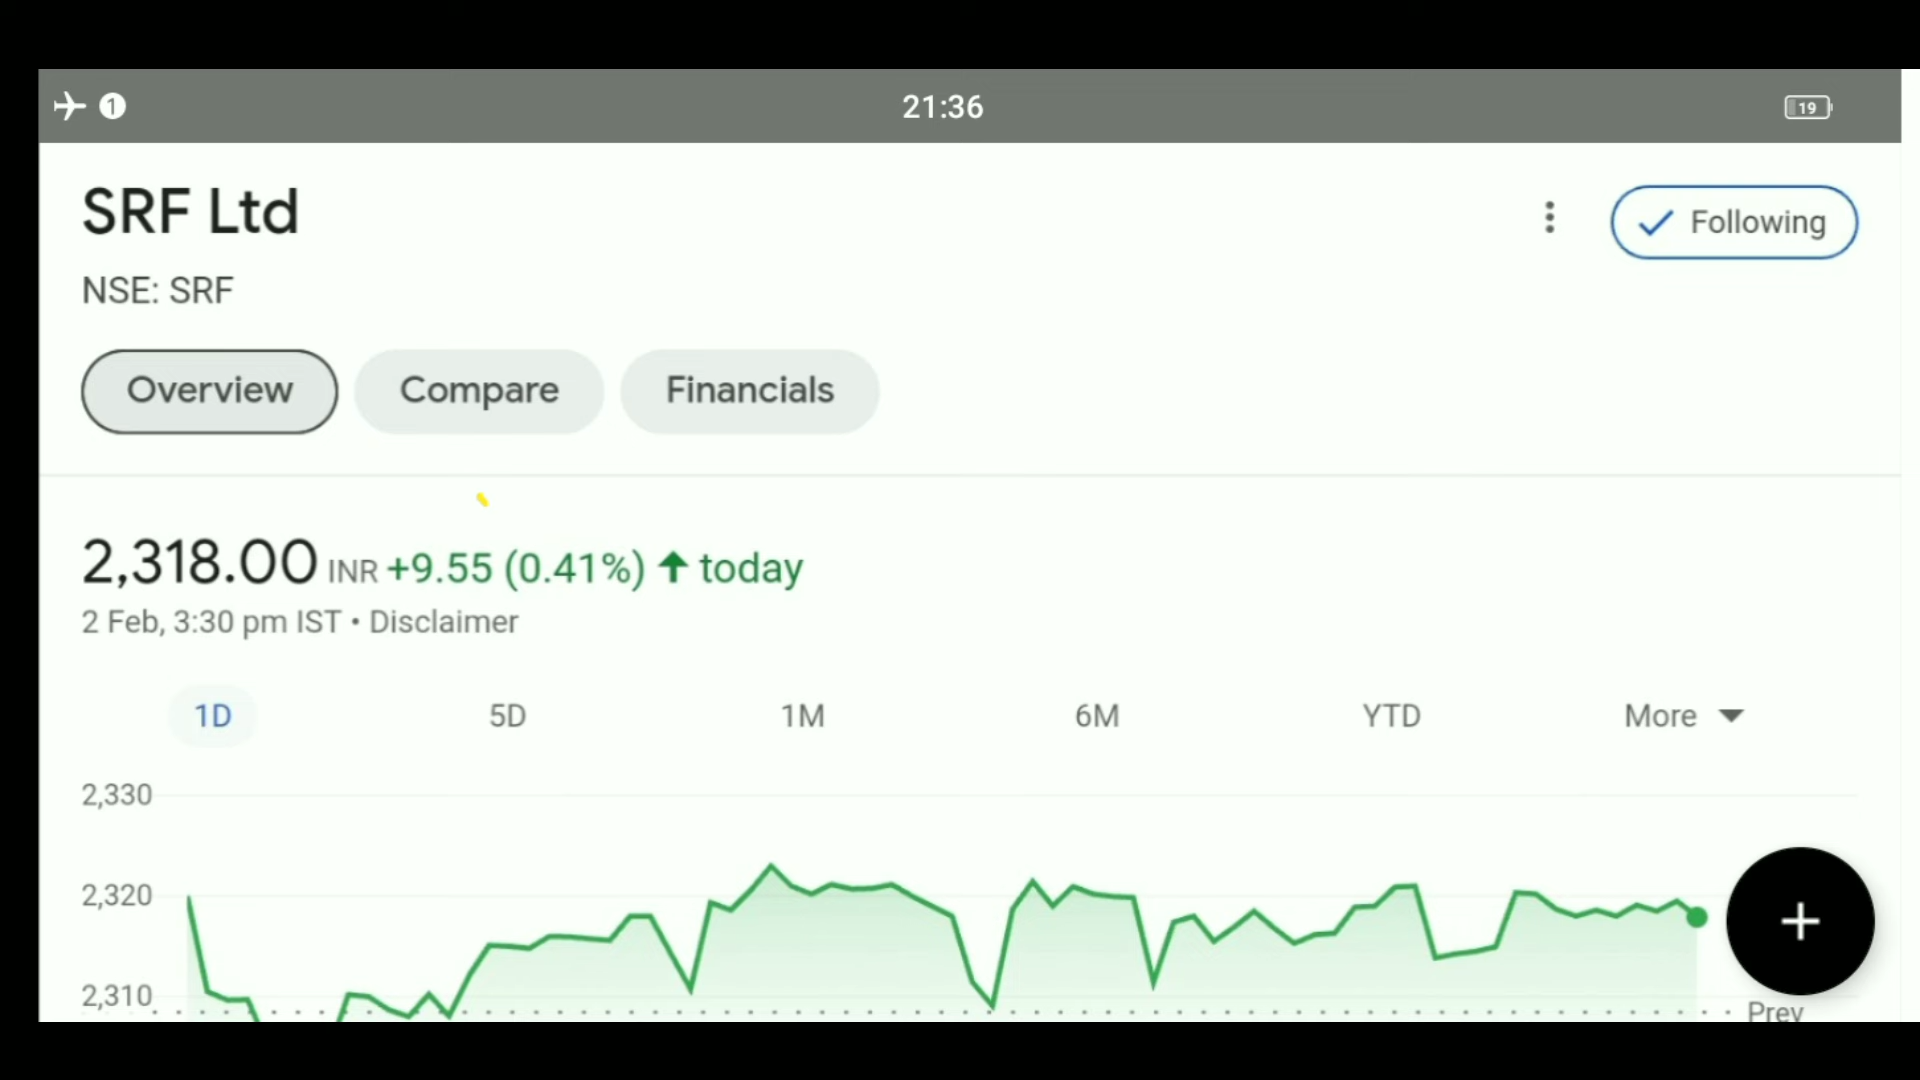 1 21:36 19
SRF Ltd
Following
NSE: SRF
Overview Compare Financials
2,318.00 INR +9.55 (0.41%) today
2 Feb, 3:30 pm IST • Disclaimer
1D 5D 1M 6M YTD More
2,330
2,320
2,310
Prev